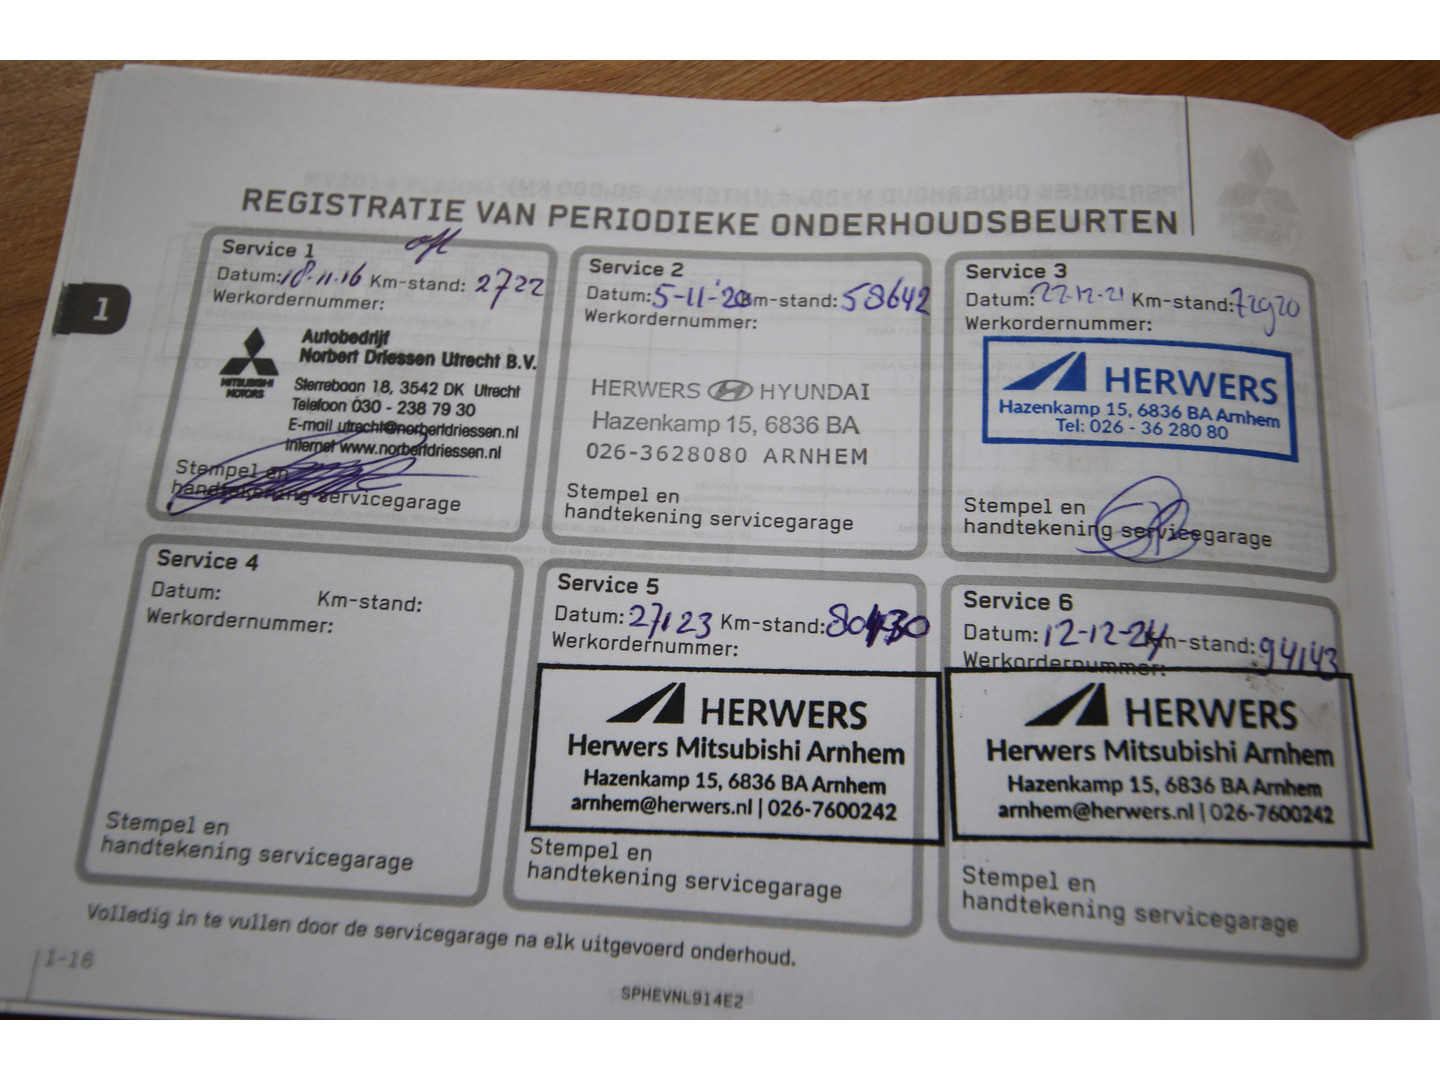 REGISTRATIE VAN PERIODIEKE ONDERHOUDSBEURTEN
1
Service 1
Datum: 18-11-16 Km-stand: 2722
Werkordernummer:
MITSUBISHI
MOTORS
Autobedrijf
Norbert Driessen Utrecht B.V.
Sterrebaan 18, 3542 DK Utrecht
Telefoon 030 - 238 79 30
E-mail utrecht@norbertdriessen.nl
Internet www.norbertdriessen.nl
Stempel en
handtekening servicegarage
Service 2
Datum: 5-11-'20 Km-stand: 58642
Werkordernummer:
HERWERS HYUNDAI
Hazenkamp 15, 6836 BA
026-3628080 ARNHEM
Stempel en
handtekening servicegarage
Service 3
Datum: 22-12-21 Km-stand: 72920
Werkordernummer:
HERWERS
Hazenkamp 15, 6836 BA Arnhem
Tel: 026 - 36 280 80
Stempel en
handtekening servicegarage
Service 4
Datum: Km-stand:
Werkordernummer:
Stempel en
handtekening servicegarage
Service 5
Datum: 27/123 Km-stand:
Werkordernummer:
HERWERS
Herwers Mitsubishi Arnhem
Hazenkamp 15, 6836 BA Arnhem
arnhem@herwers.nl | 026-7600242
Stempel en
handtekening servicegarage
Service 6
Datum: 12-12-24 Km-stand: 94143
Werkordernummer:
HERWERS
Herwers Mitsubishi Arnhem
Hazenkamp 15, 6836 BA Arnhem
arnhem@herwers.nl | 026-7600242
Stempel en
handtekening servicegarage
Volledig in te vullen door de servicegarage na elk uitgevoerd onderhoud.
1-16
SPHEVNL914E2